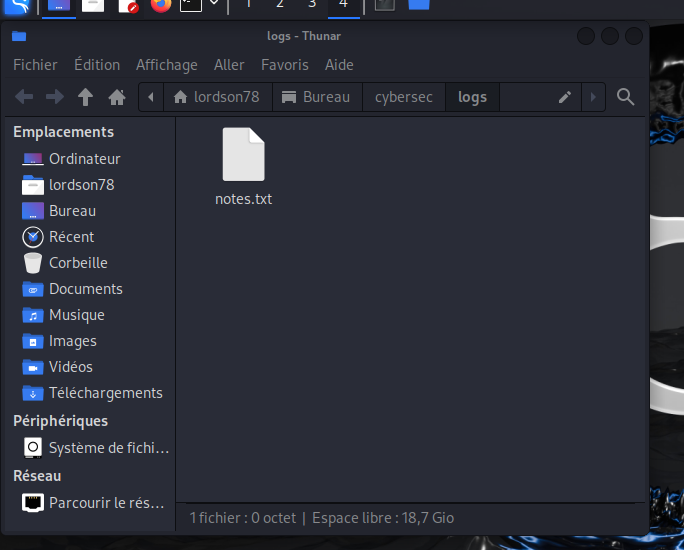 1 2 3 4
logs - Thunar
Fichier Édition Affichage Aller Favoris Aide
lordson78 Bureau cybersec logs
Emplacements
Ordinateur
lordson78
Bureau
Récent
Corbeille
Documents
Musique
Images
Vidéos
Téléchargements
Périphériques
Système de fichi...
Réseau
Parcourir le rés...
notes.txt
1 fichier : 0 octet | Espace libre : 18,7 Gio